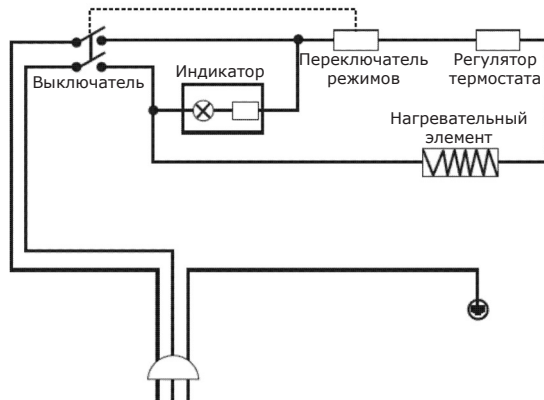 Выключатель
Индикатор
Переключатель
режимов
Регулятор
термостата
Нагревательный
элемент